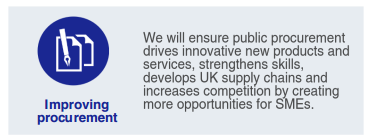 We will ensure public procurement
drives innovative new products and
services, strengthens skills,
develops UK supply chains and
increases competition by creating
more opportunities for SMEs.
Improving
procurement